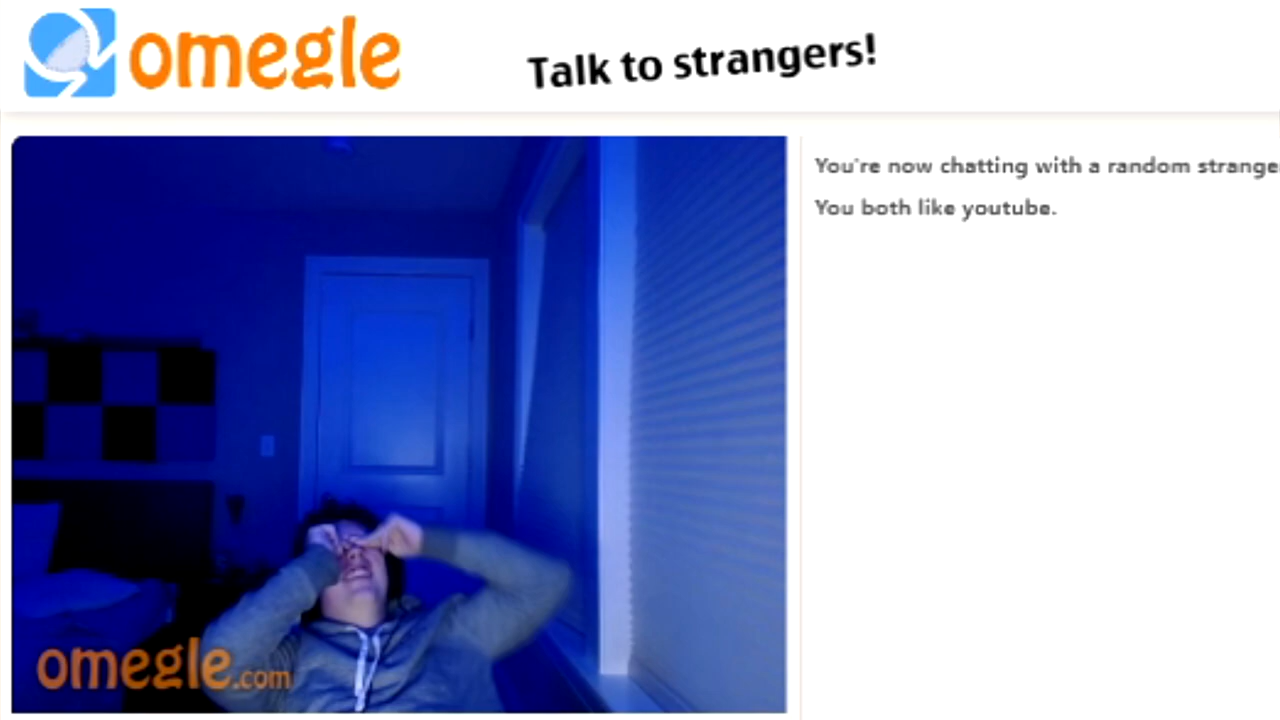 omegle
Talk to strangers!
You're now chatting with a random strange
You both like youtube.
omegle.com